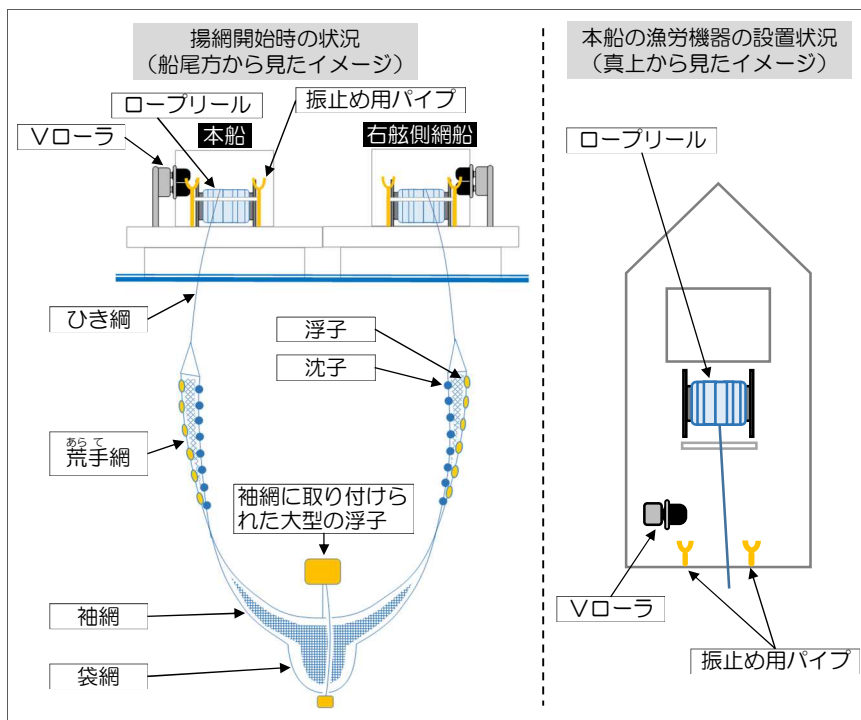 揚網開始時の状況
（船尾方から見たイメージ）
ロープリール
振止め用パイプ
Ｖローラ
本船
右舷側網船
ひき綱
浮子
沈子
あらて
荒手網
袖網に取り付けら
れた大型の浮子
袖網
袋網
本船の漁労機器の設置状況
（真上から見たイメージ）
ロープリール
Ｖローラ
振止め用パイプ